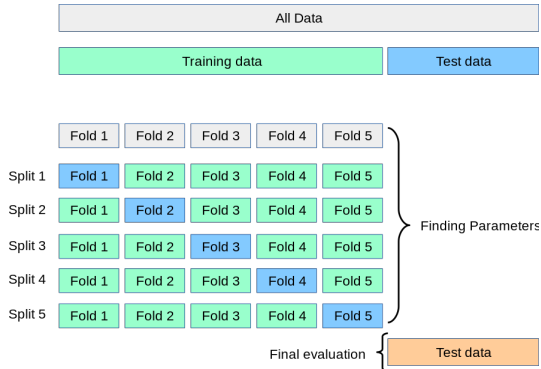 All Data
Training data Test data
Fold 1 Fold 2 Fold 3 Fold 4 Fold 5
Split 1 Fold 1 Fold 2 Fold 3 Fold 4 Fold 5
Split 2 Fold 1 Fold 2 Fold 3 Fold 4 Fold 5
Finding Parameters
Split 3 Fold 1 Fold 2 Fold 3 Fold 4 Fold 5
Split 4 Fold 1 Fold 2 Fold 3 Fold 4 Fold 5
Split 5 Fold 1 Fold 2 Fold 3 Fold 4 Fold 5
Final evaluation Test data